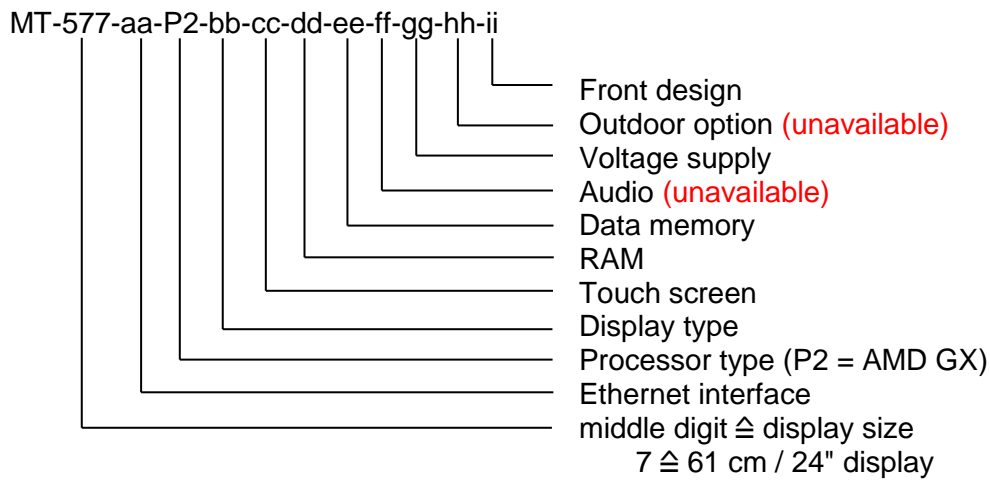 MT-577-aa-P2-bb-cc-dd-ee-ff-gg-hh-ii
Front design
Outdoor option (unavailable)
Voltage supply
Audio (unavailable)
Data memory
RAM
Touch screen
Display type
Processor type (P2 = AMD GX)
Ethernet interface
middle digit ≙ display size
7 ≙ 61 cm / 24" display